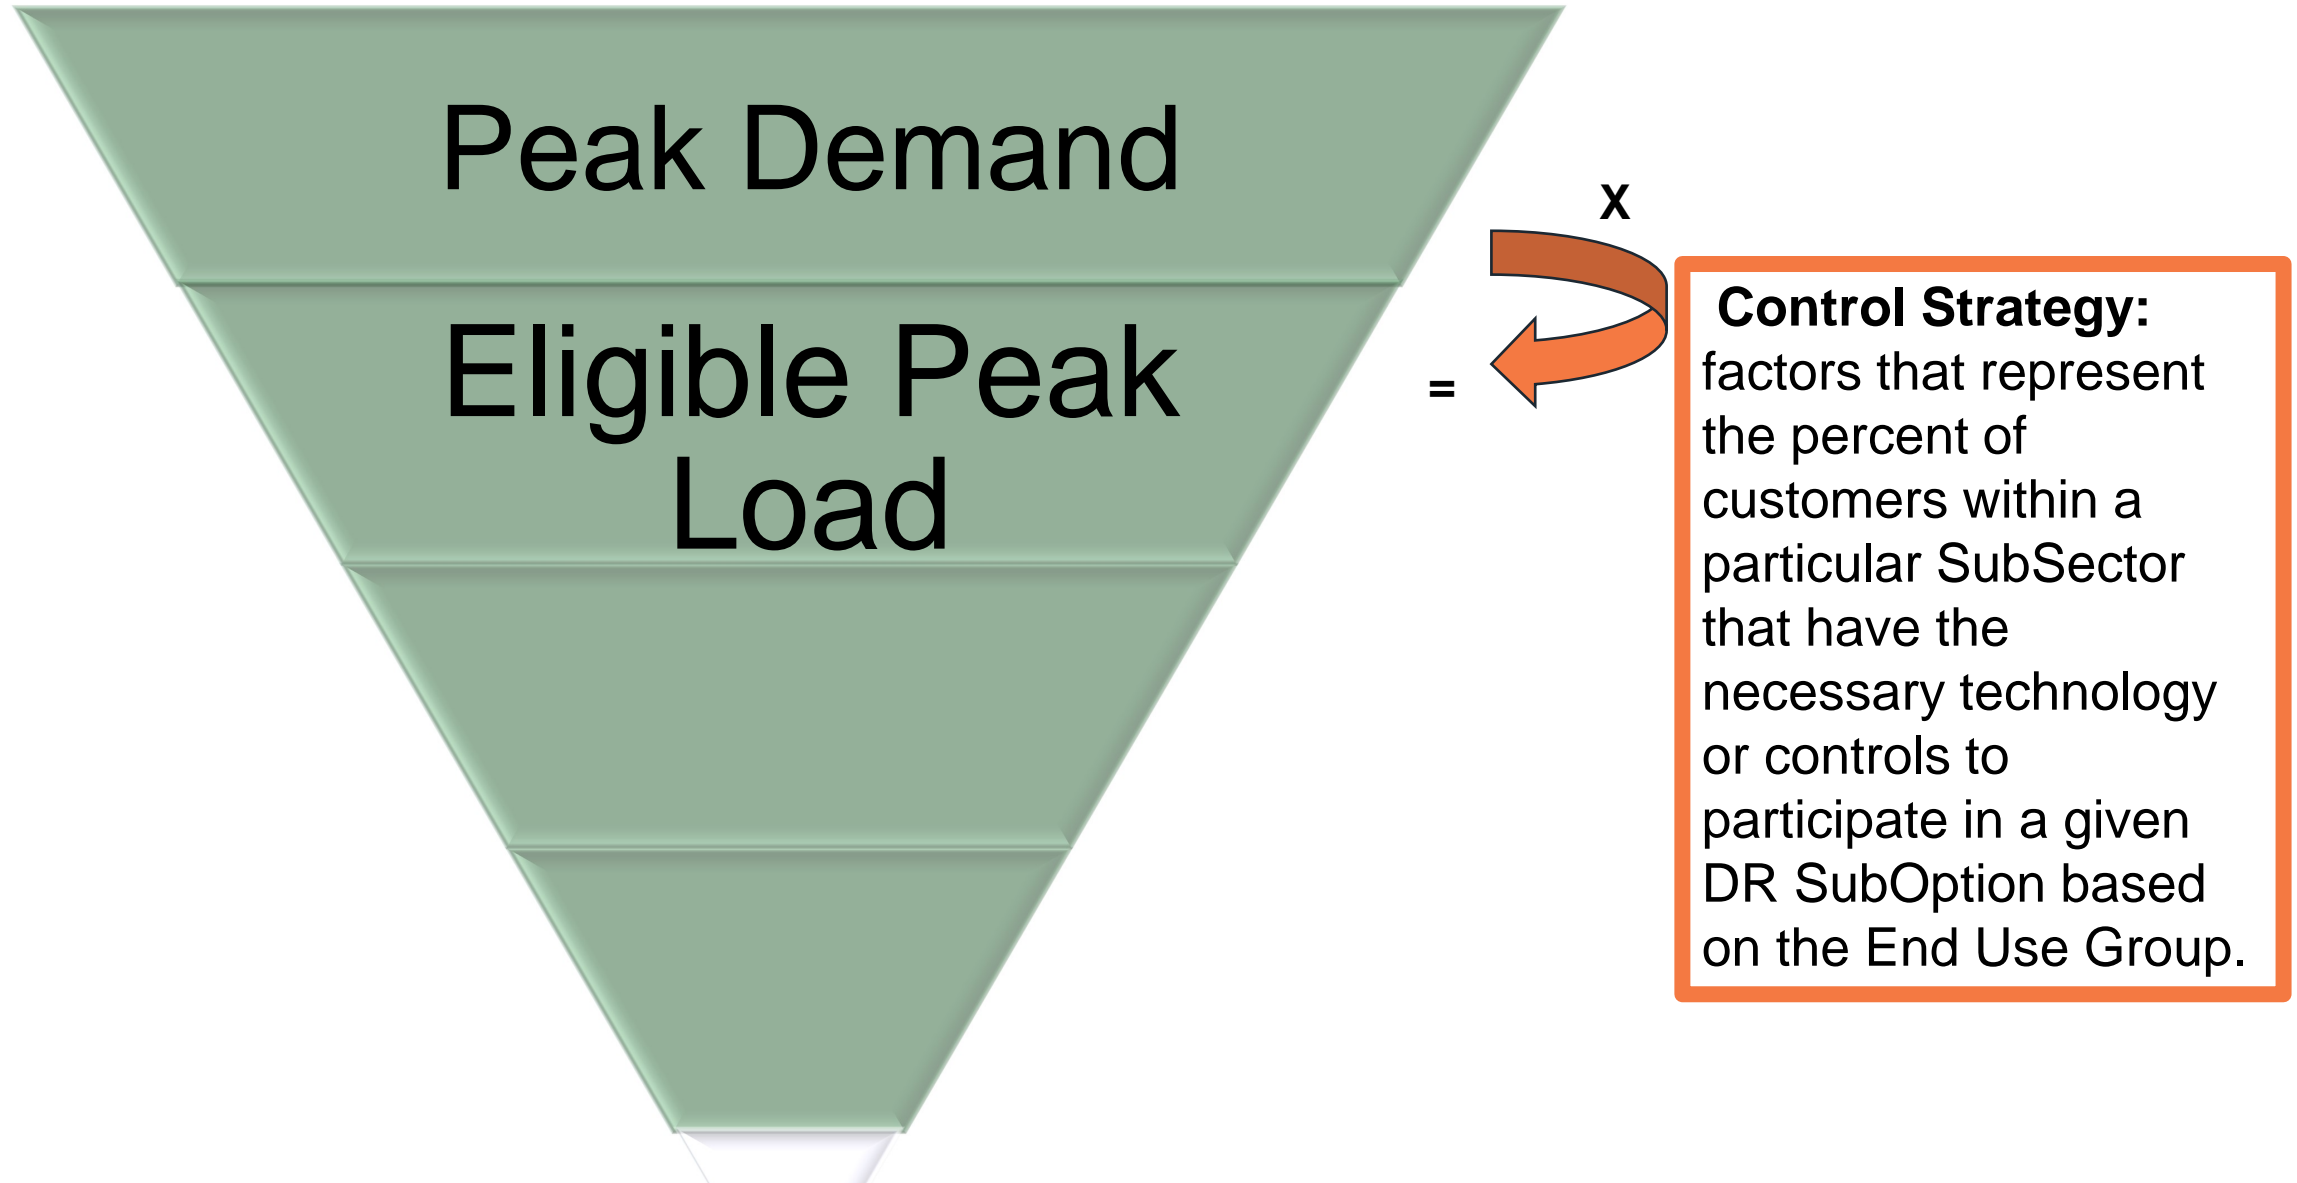 Peak Demand
Eligible Peak
Load
X
=
Control Strategy:
factors that represent
the percent of
customers within a
particular SubSector
that have the
necessary technology
or controls to
participate in a given
DR SubOption based
on the End Use Group.